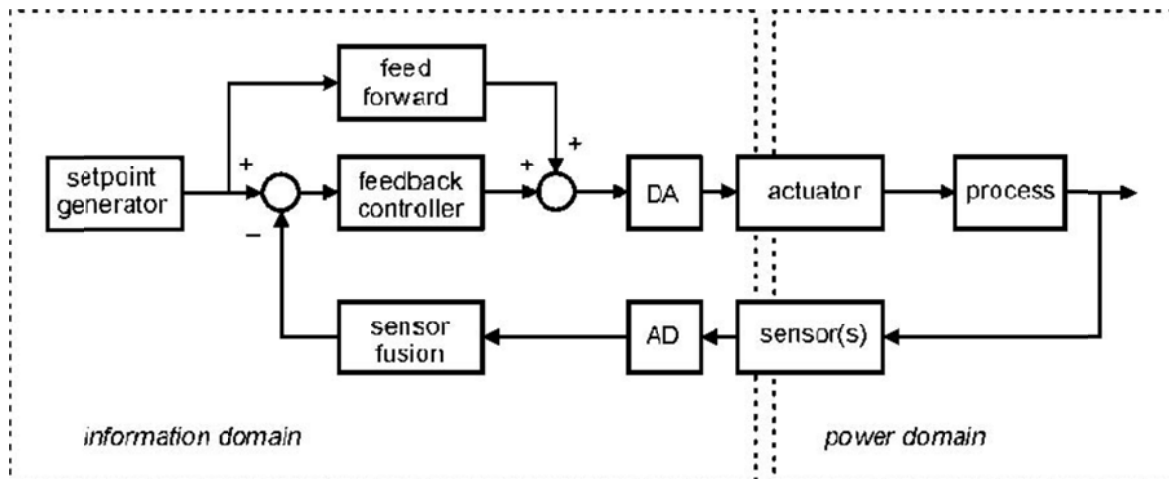 feed
forward
+
+
+
setpoint
generator
feedback
controller
DA
actuator
process
−
sensor
fusion
AD
sensor(s)
information domain
power domain